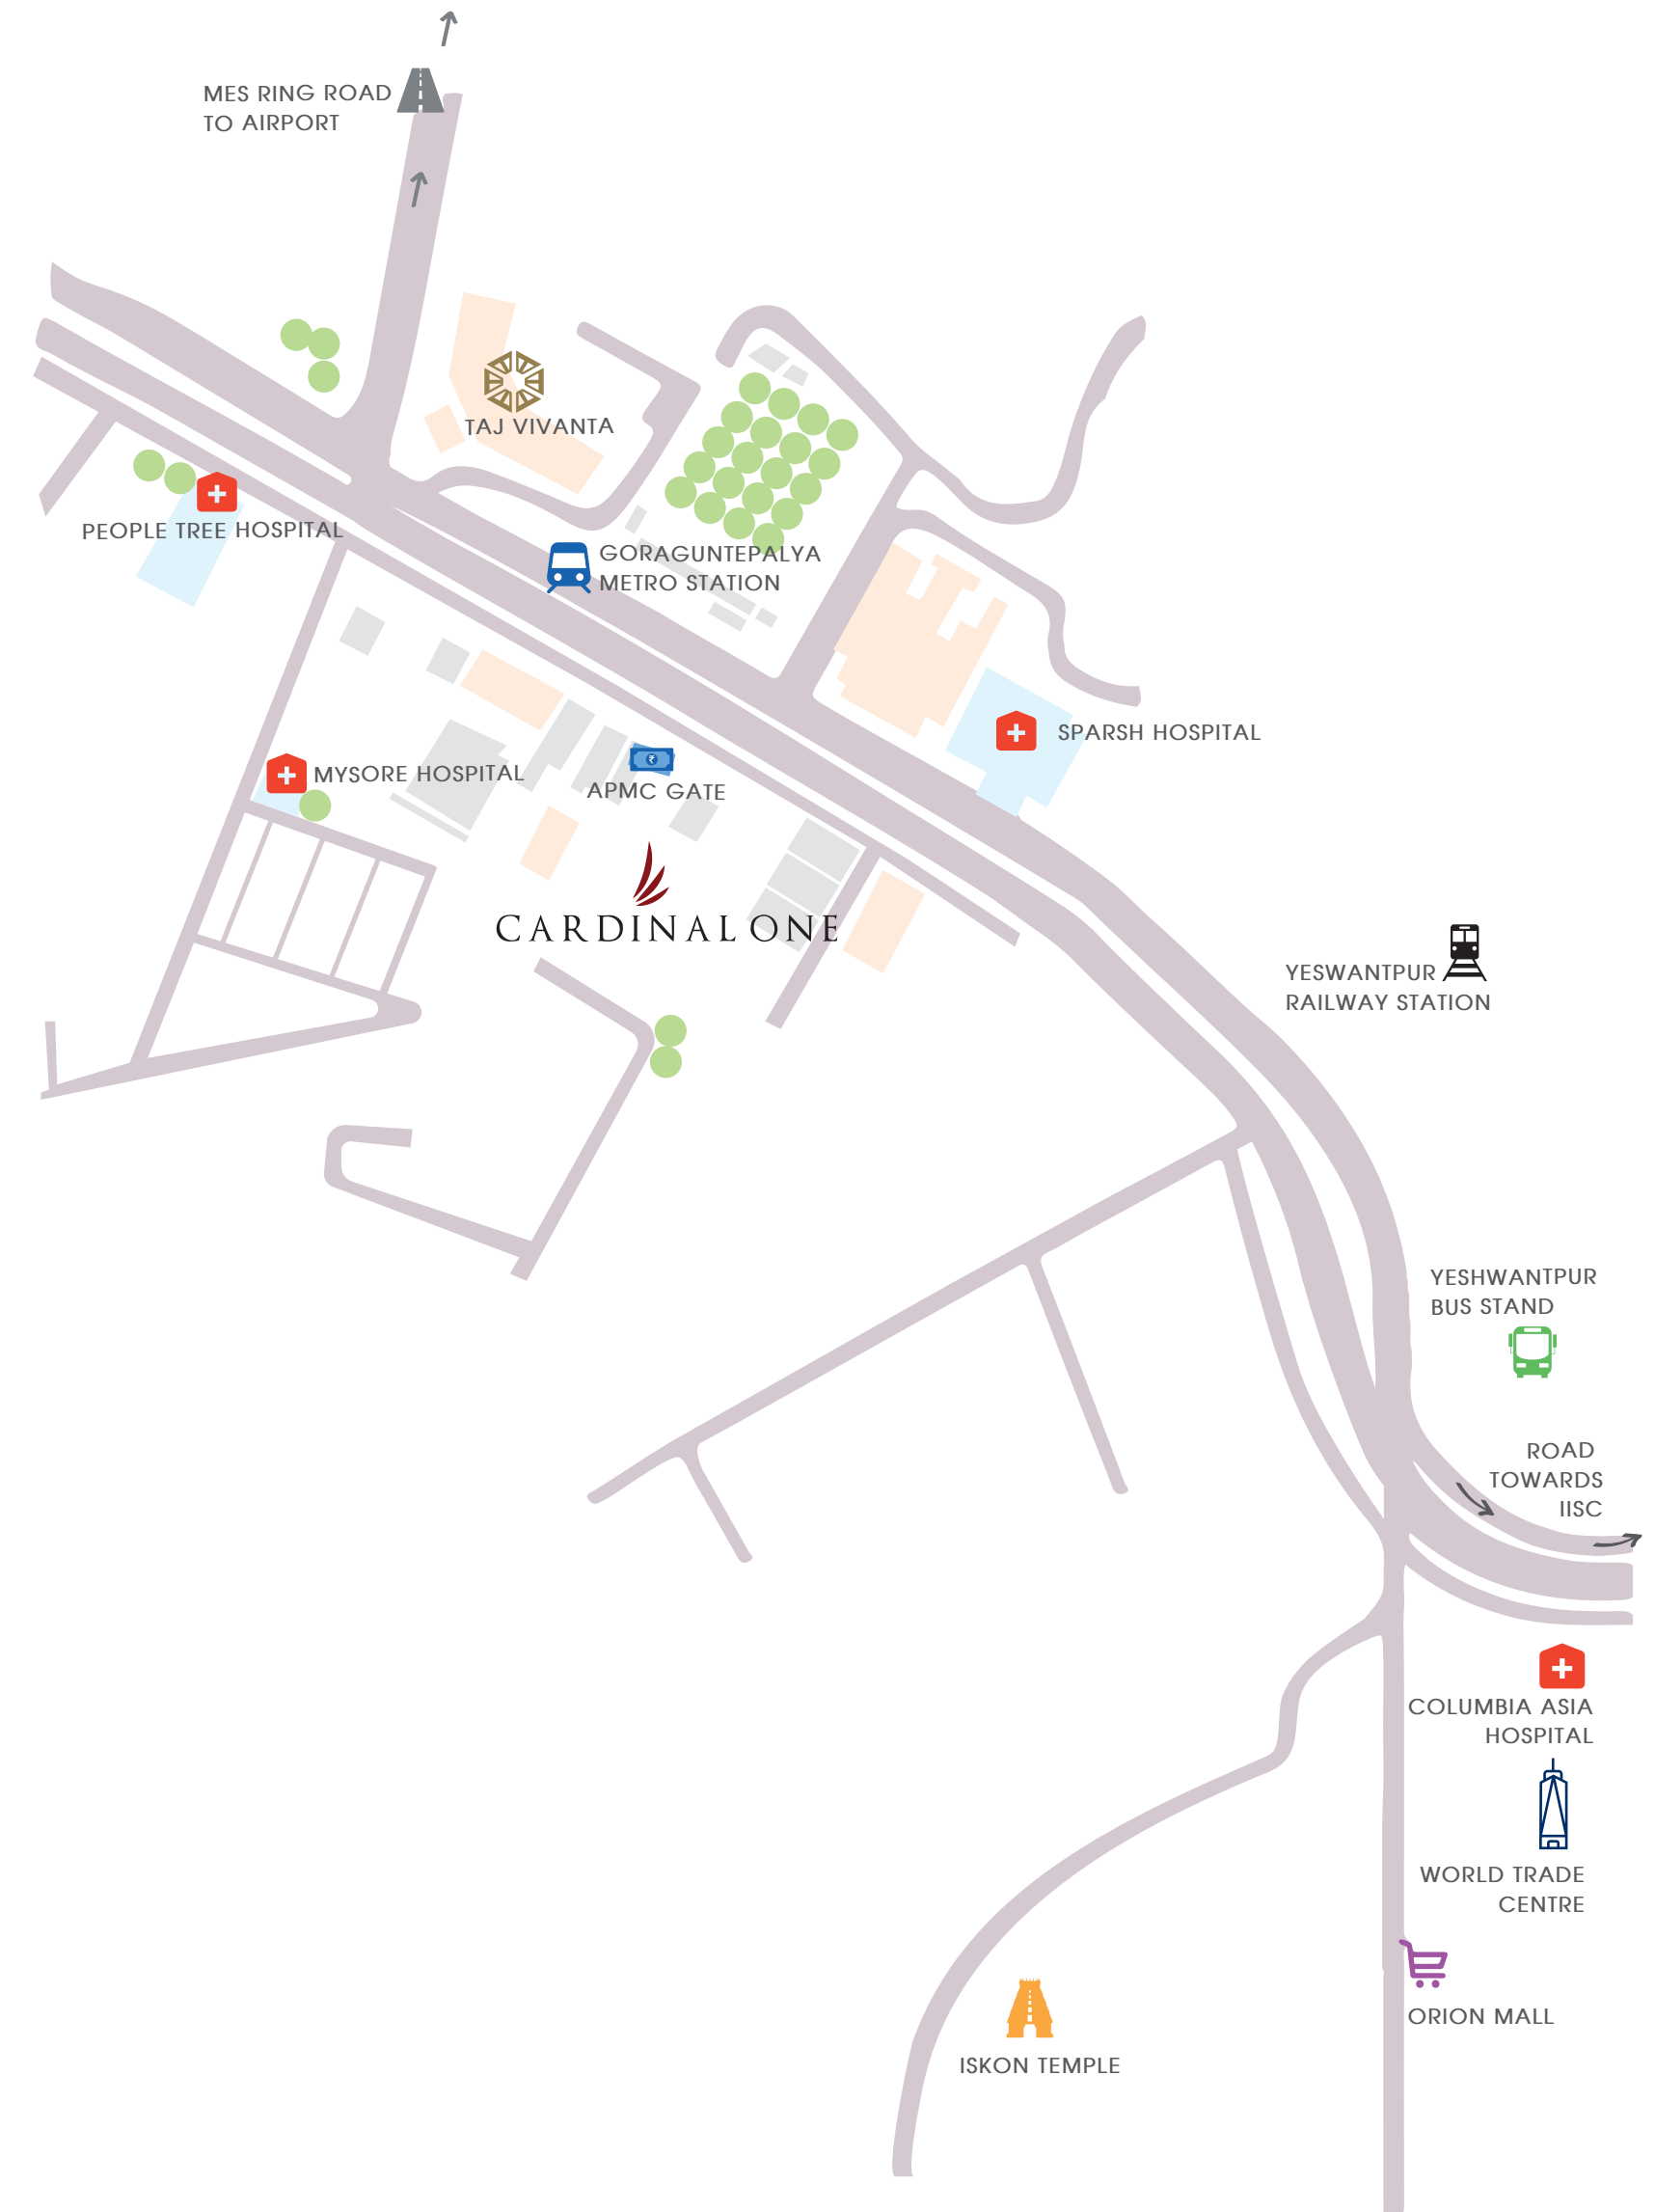 MES RING ROAD
TO AIRPORT
TAJ VIVANTA
PEOPLE TREE HOSPITAL
GORAGUNTEPALYA
METRO STATION
SPARSH HOSPITAL
MYSORE HOSPITAL
₹
APMC GATE
CARDINAL ONE
YESWANTPUR
RAILWAY STATION
YESHWANTPUR
BUS STAND
ROAD
TOWARDS
IISC
COLUMBIA ASIA
HOSPITAL
WORLD TRADE
CENTRE
ORION MALL
ISKON TEMPLE